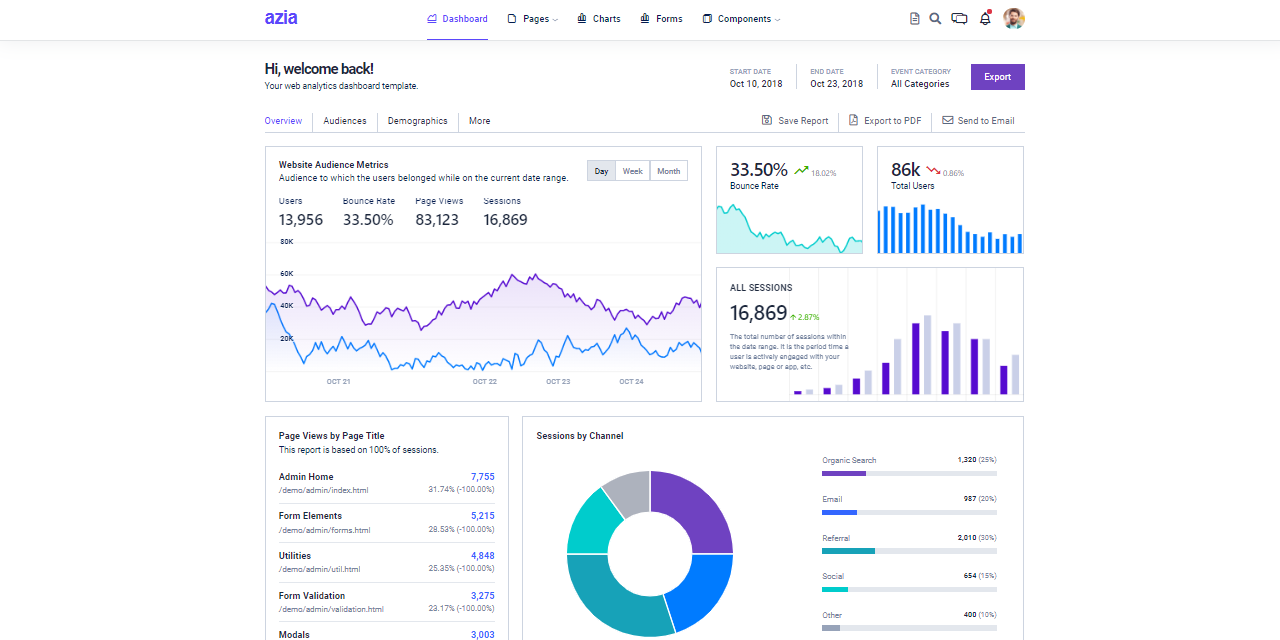 azia
Dashboard
Pages
Charts
Forms
Components
Hi, welcome back!
Your web analytics dashboard template.
START DATE
Oct 10, 2018
END DATE
Oct 23, 2018
EVENT CATEGORY
All Categories
Export
Overview
Audiences
Demographics
More
Save Report
Export to PDF
Send to Email
Website Audience Metrics
Audience to which the users belonged while on the current date range.
Day
Week
Month
Users
13,956
Bounce Rate
33.50%
Page Views
83,123
Sessions
16,869
80K
60K
40K
20K
OCT 21
OCT 22
OCT 23
OCT 24
33.50%
18.02%
Bounce Rate
86k
0.86%
Total Users
ALL SESSIONS
16,869
2.87%
The total number of sessions within
the date range. It is the period time a
user is actively engaged with your
website, page or app, etc.
Page Views by Page Title
This report is based on 100% of sessions.
Admin Home
7,755
/demo/admin/index.html
31.74% (-100.00%)
Form Elements
5,215
/demo/admin/forms.html
28.53% (-100.00%)
Utilities
4,848
/demo/admin/util.html
25.35% (-100.00%)
Form Validation
3,275
/demo/admin/validation.html
23.17% (-100.00%)
Modals
3,003
Sessions by Channel
Organic Search
1,320 (25%)
Email
987 (20%)
Referral
2,010 (30%)
Social
654 (15%)
Other
400 (10%)